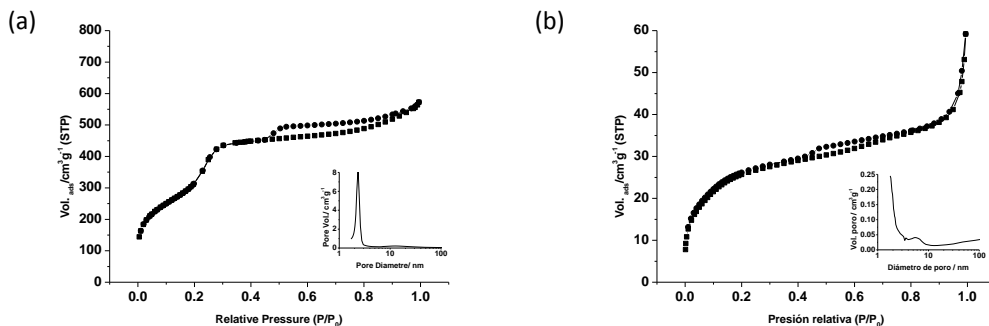 (a)
800
700
600
500
400
300
200
100
0
Vol. ads/cm³g⁻¹ (STP)
0.0 0.2 0.4 0.6 0.8 1.0
Relative Pressure (P/P₀)
8
6
4
2
0
Pore Vol./ cm³g⁻¹
1 10 100
Pore Diametre/ nm
(b)
60
50
40
30
20
10
0
Vol. ads/cm³g⁻¹ (STP)
0.0 0.2 0.4 0.6 0.8 1.0
Presión relativa (P/P₀)
0.25
0.20
0.15
0.10
0.05
0.00
Vol. poro / cm³g⁻¹
1 10 100
Diámetro de poro / nm